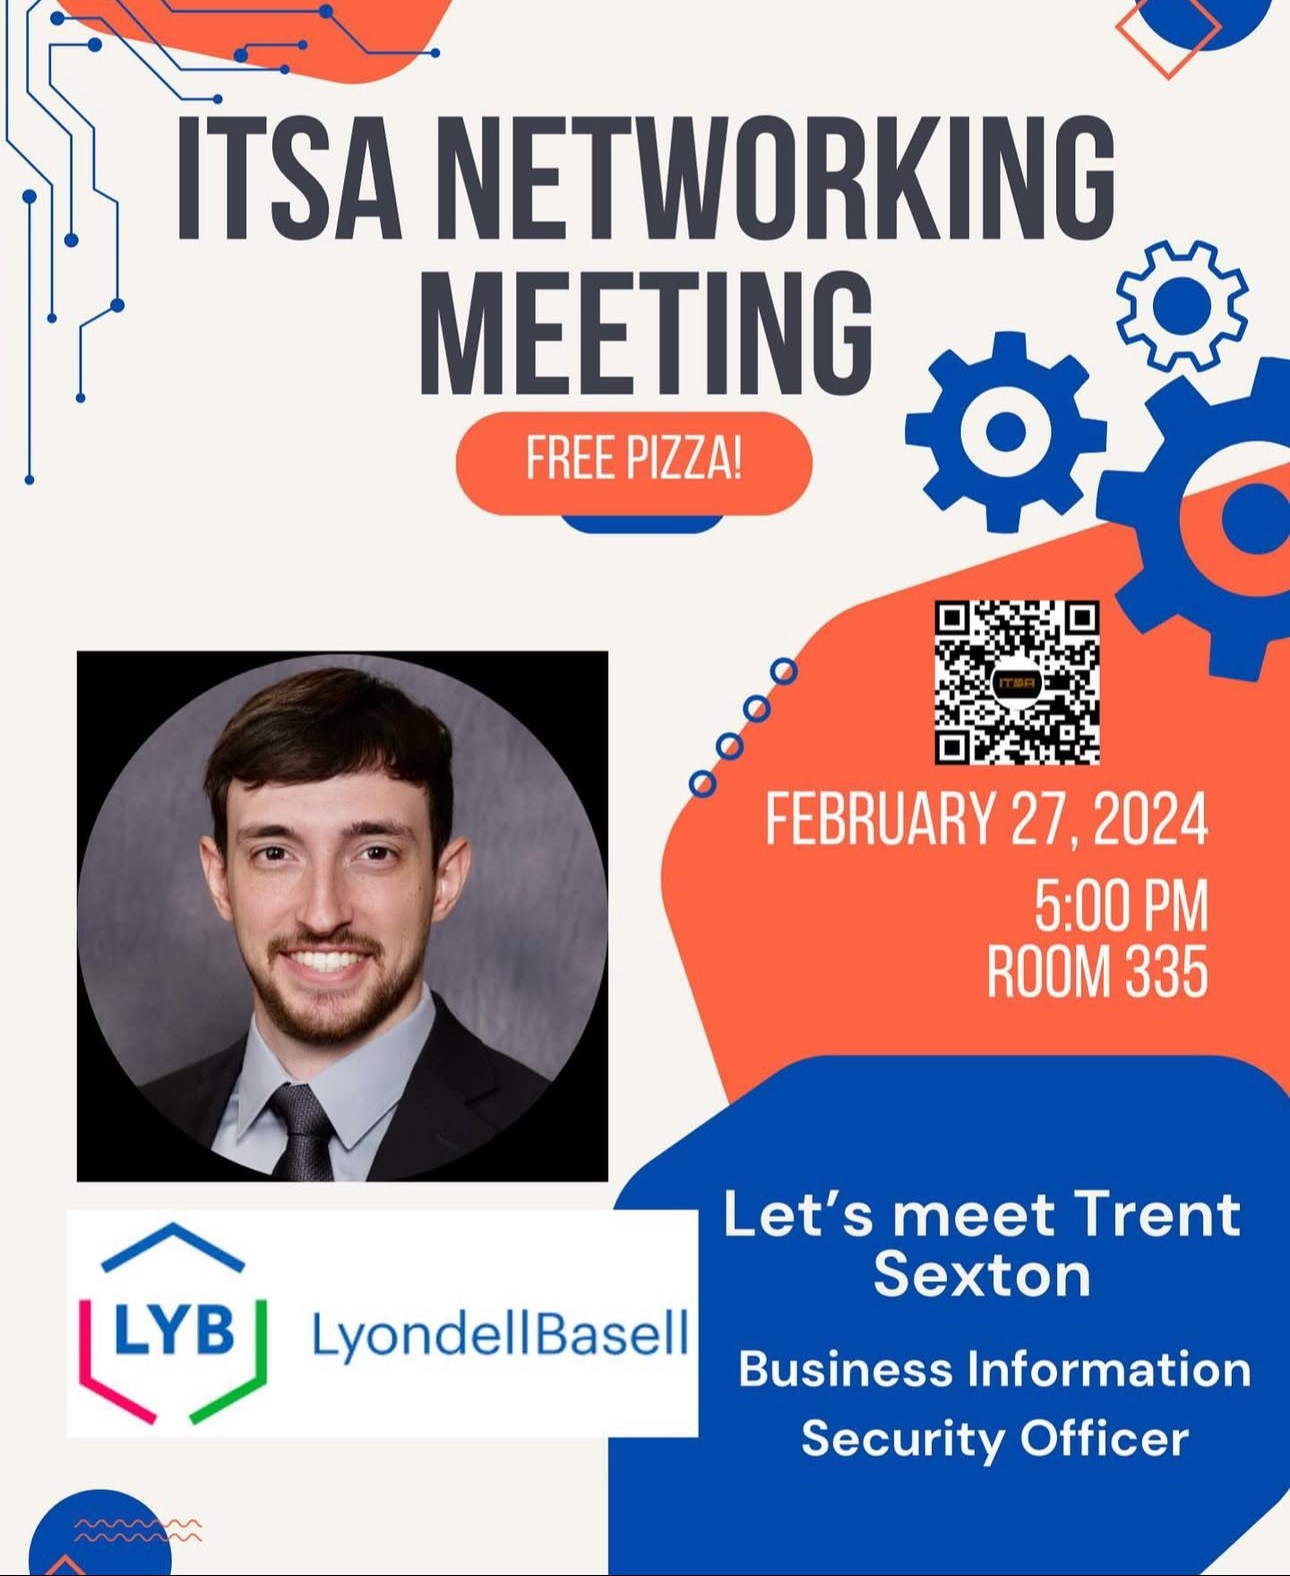 ITSA NETWORKING
MEETING
FREE PIZZA!
ITSA
FEBRUARY 27, 2024
5:00 PM
ROOM 335
Let's meet Trent
Sexton
Business Information
Security Officer
LYB
LyondellBasell